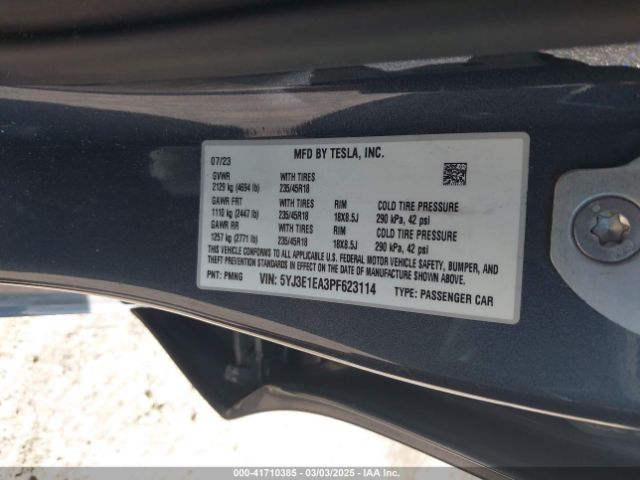 MFD BY TESLA, INC.
07/23
GVWR WITH TIRES
2129 kg (4694 lb) 235/45R18
GAWR FRT WITH TIRES RIM COLD TIRE PRESSURE
1110 kg (2447 lb) 235/45R18 18X8.5J 290 kPa, 42 psi
GAWR RR WITH TIRES RIM COLD TIRE PRESSURE
1257 kg (2771 lb) 235/45R18 18X8.5J 290 kPa, 42 psi
THIS VEHICLE CONFORMS TO ALL APPLICABLE U.S. FEDERAL MOTOR VEHICLE SAFETY, BUMPER, AND
THEFT PREVENTION STANDARDS IN EFFECT ON THE DATE OF MANUFACTURE SHOWN ABOVE.
PNT: PMNG VIN: 5YJ3E1EA3PF623114 TYPE: PASSENGER CAR
000-41710385 | 03/03/2025 | IAA Inc.